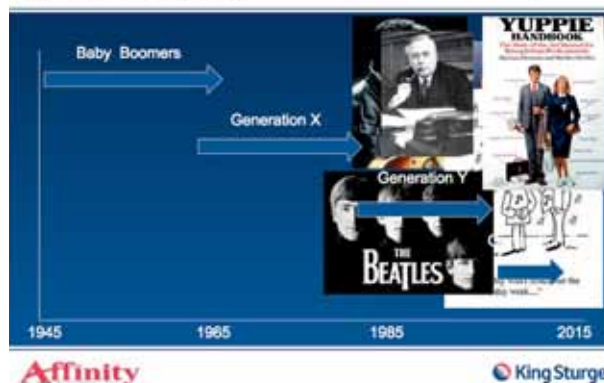 Baby Boomers
Generation X
Generation Y
YUPPIE
HANDBOOK
THE
BEATLES
1945
1965
1985
2015
Affinity
King Sturge